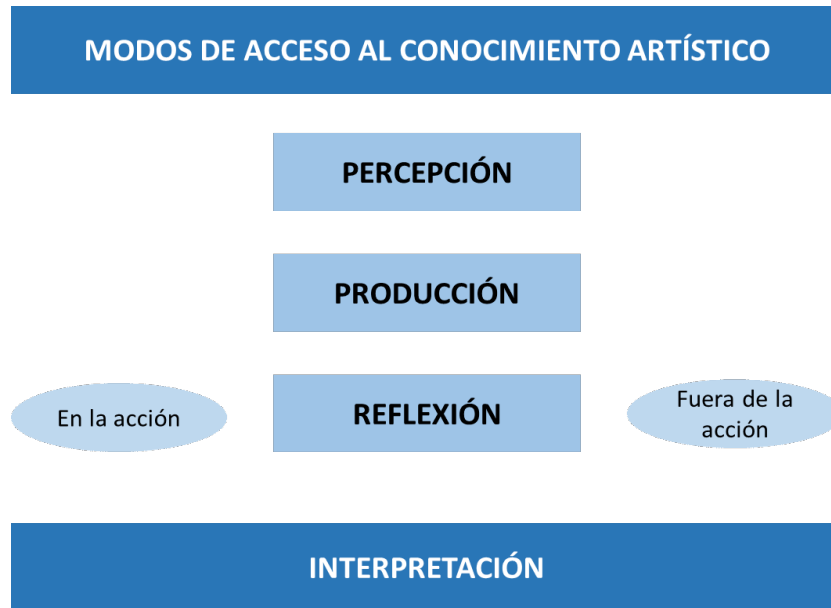 MODOS DE ACCESO AL CONOCIMIENTO ARTÍSTICO
PERCEPCIÓN
PRODUCCIÓN
En la acción
REFLEXIÓN
Fuera de la
acción
INTERPRETACIÓN